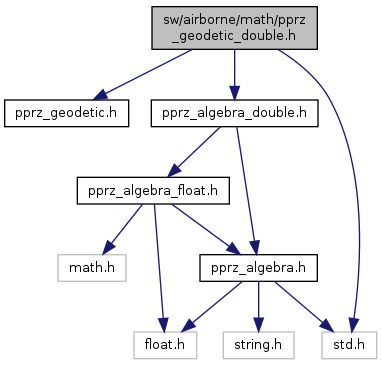 sw/airborne/math/pprz
_geodetic_double.h
pprz_geodetic.h
pprz_algebra_double.h
pprz_algebra_float.h
math.h
pprz_algebra.h
float.h
string.h
std.h